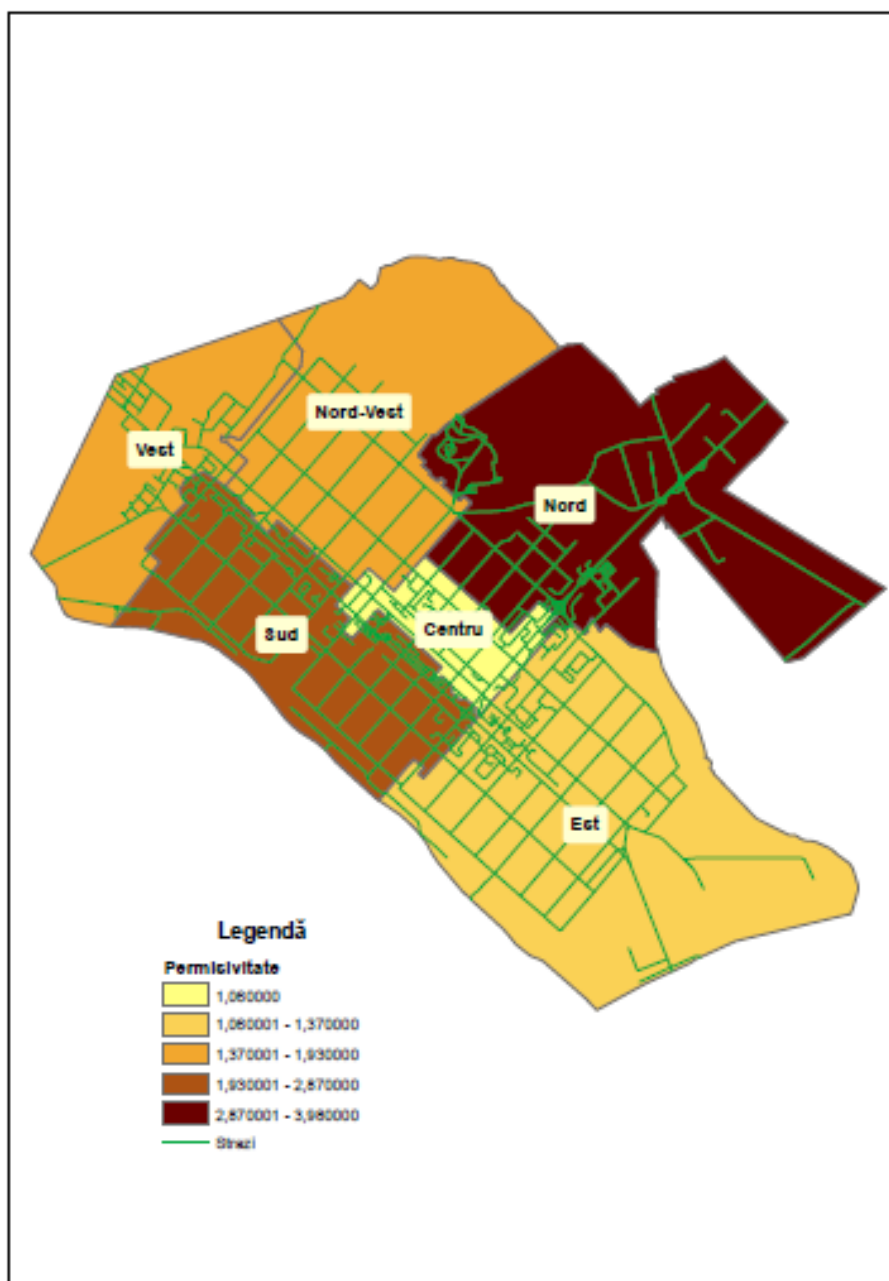 Nord-Vest
Vest
Nord
Centru
Sud
Est
Legendă
Permisivitate
1,060000
1,060001 - 1,370000
1,370001 - 1,930000
1,930001 - 2,870000
2,870001 - 3,980000
Strazi